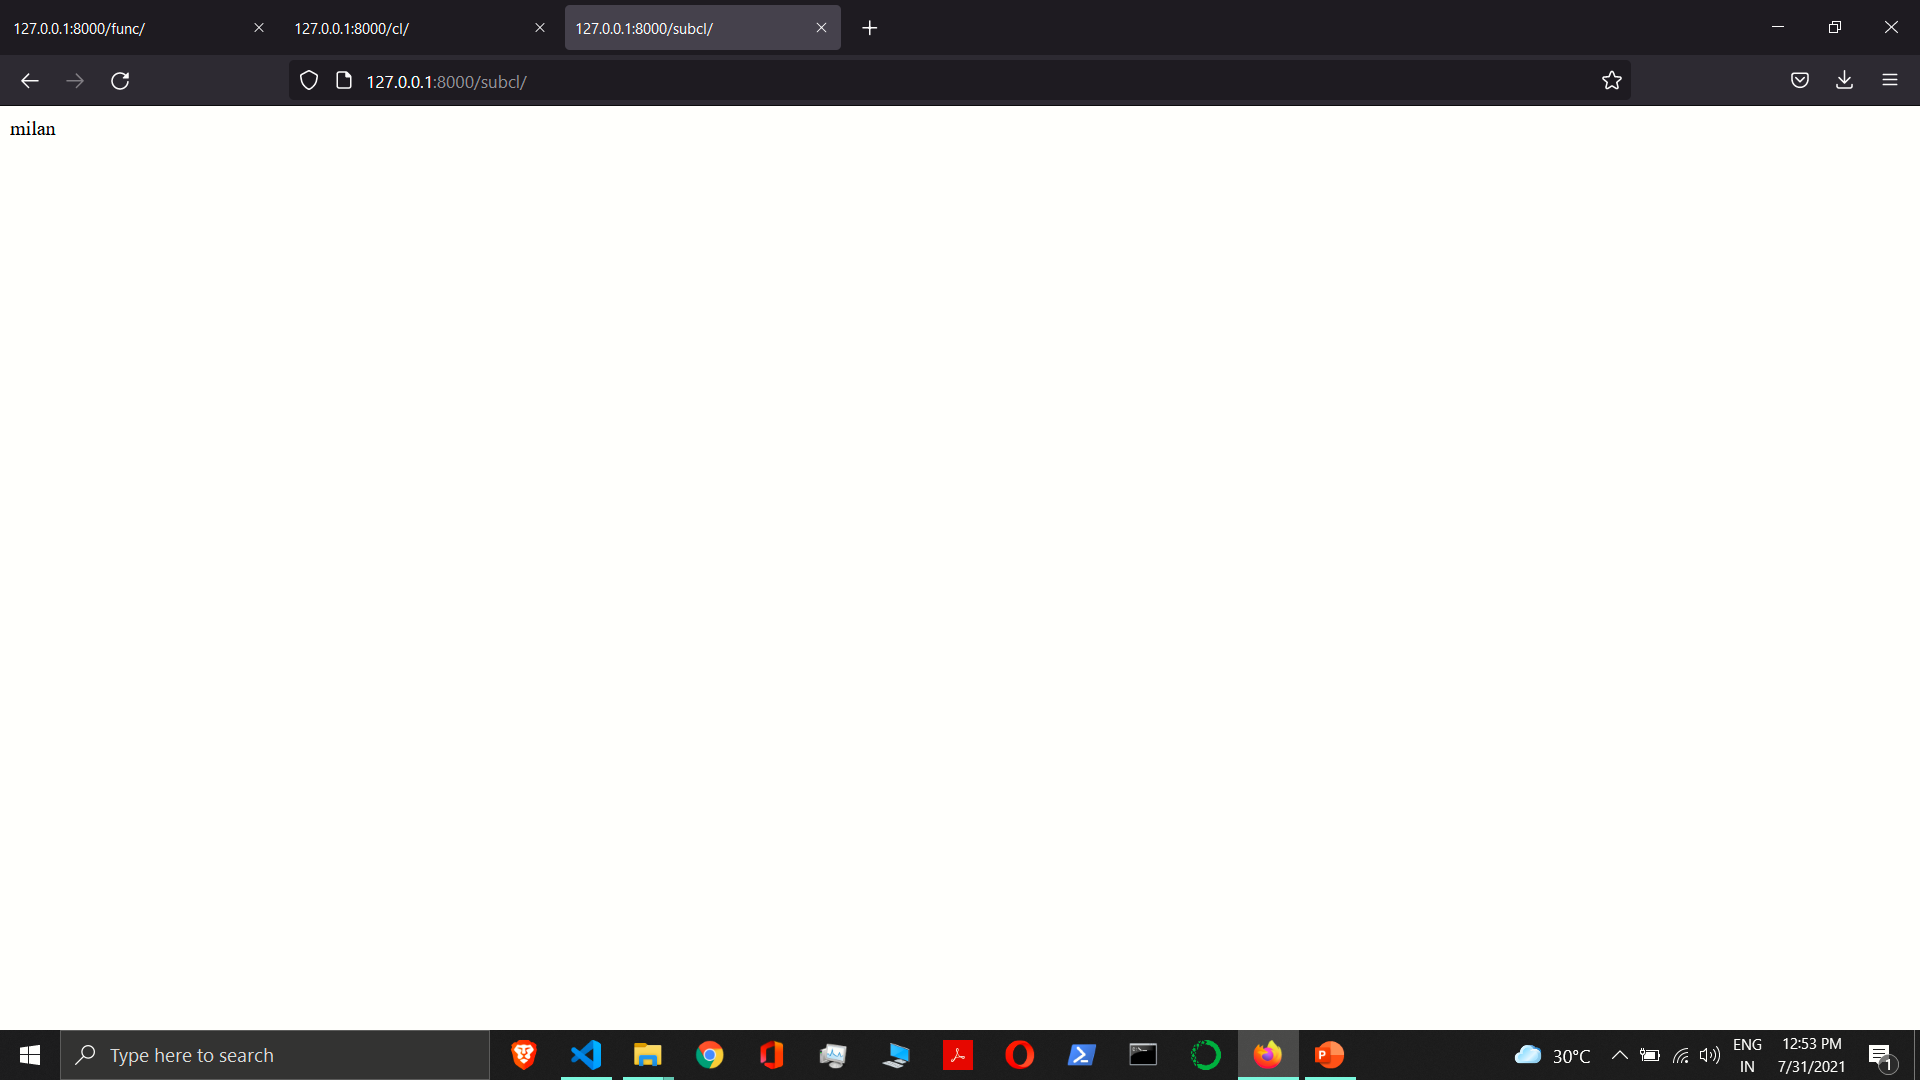 127.0.0.1:8000/func/
127.0.0.1:8000/cl/
127.0.0.1:8000/subcl/
127.0.0.1:8000/subcl/
milan
Type here to search
P
30°C
ENG
IN
12:53 PM
7/31/2021
1